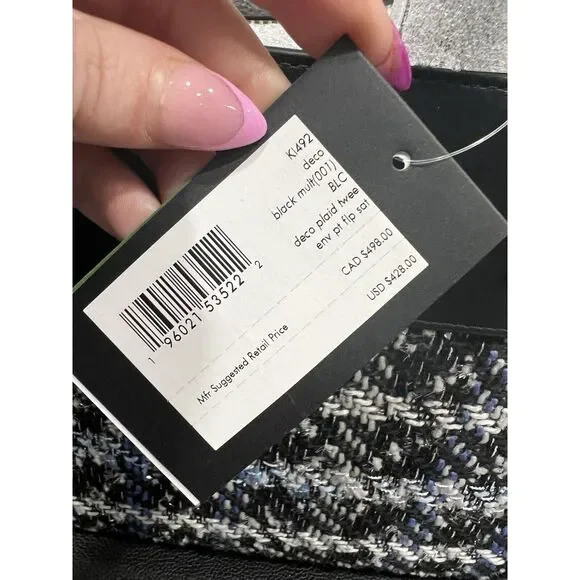 KI492
deco
black mult(001)
BLC
deco plaid twee
env pt flp sat
CAD $498.00
USD $428.00
1 96021 53522 2
Mfr Suggested Retail Price